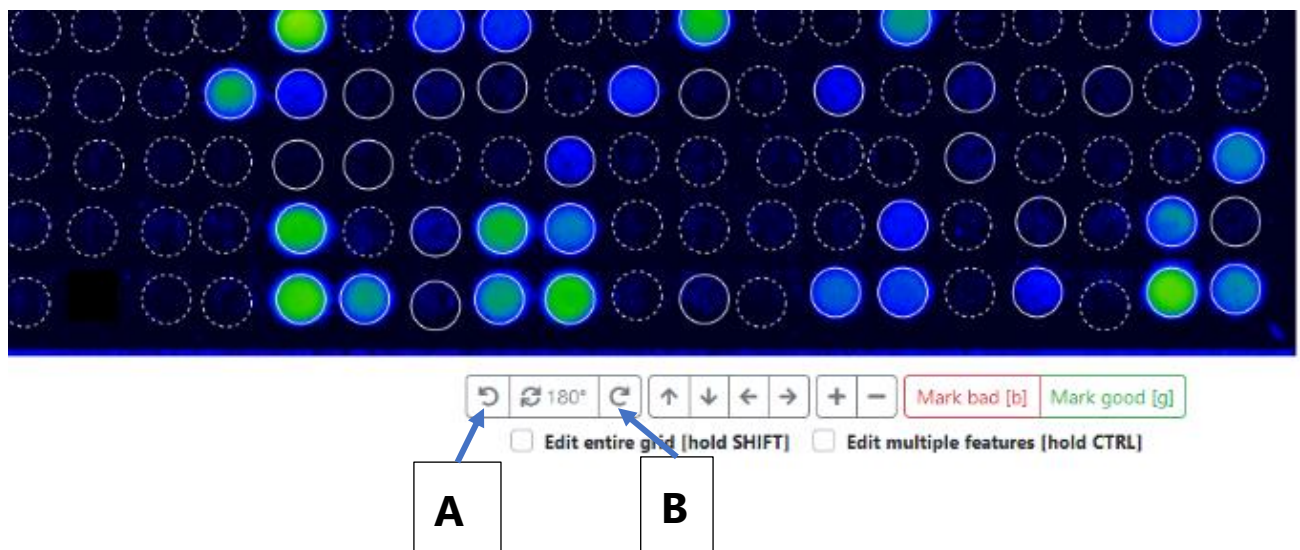 180° + − Mark bad [b] Mark good [g]
Edit entire grid [hold SHIFT] Edit multiple features [hold CTRL]
A B